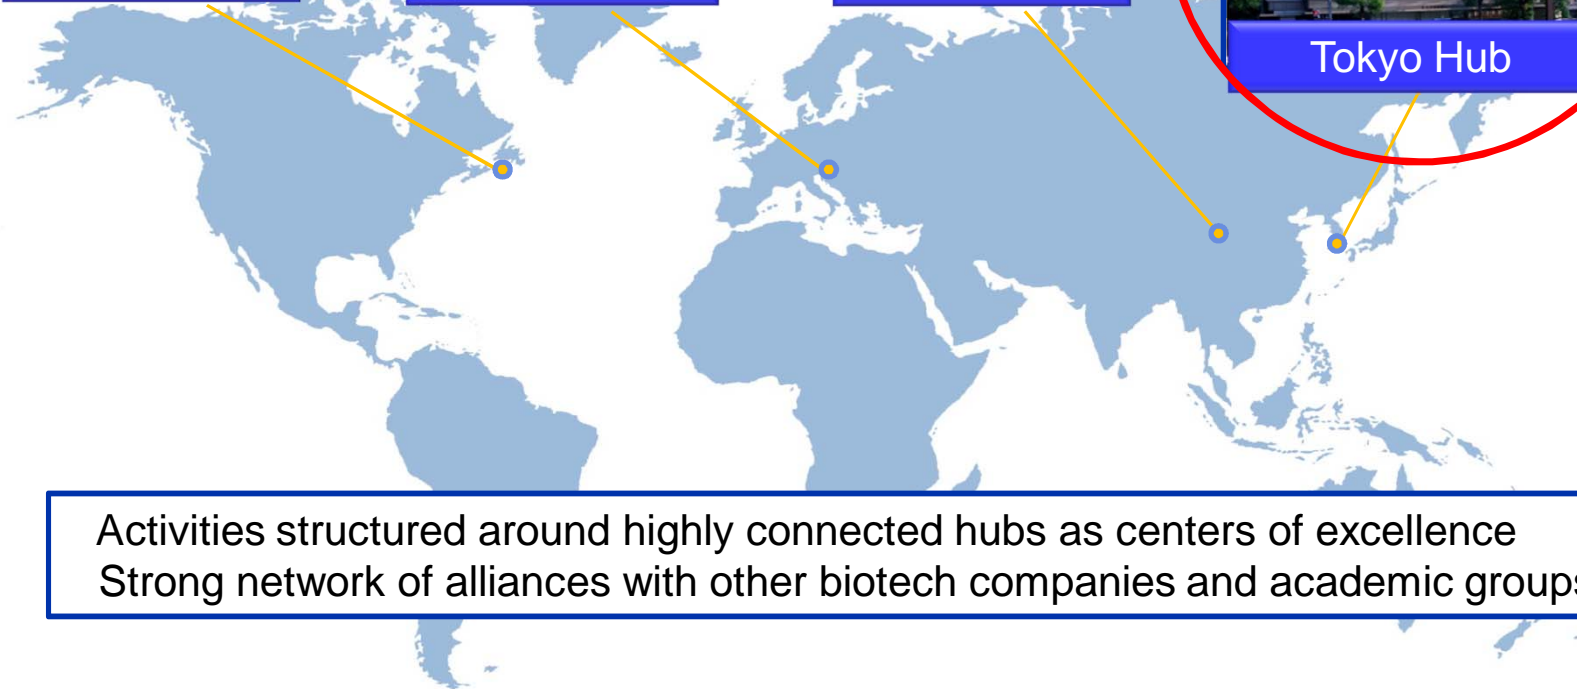 Tokyo Hub
Activities structured around highly connected hubs as centers of excellence
Strong network of alliances with other biotech companies and academic groups